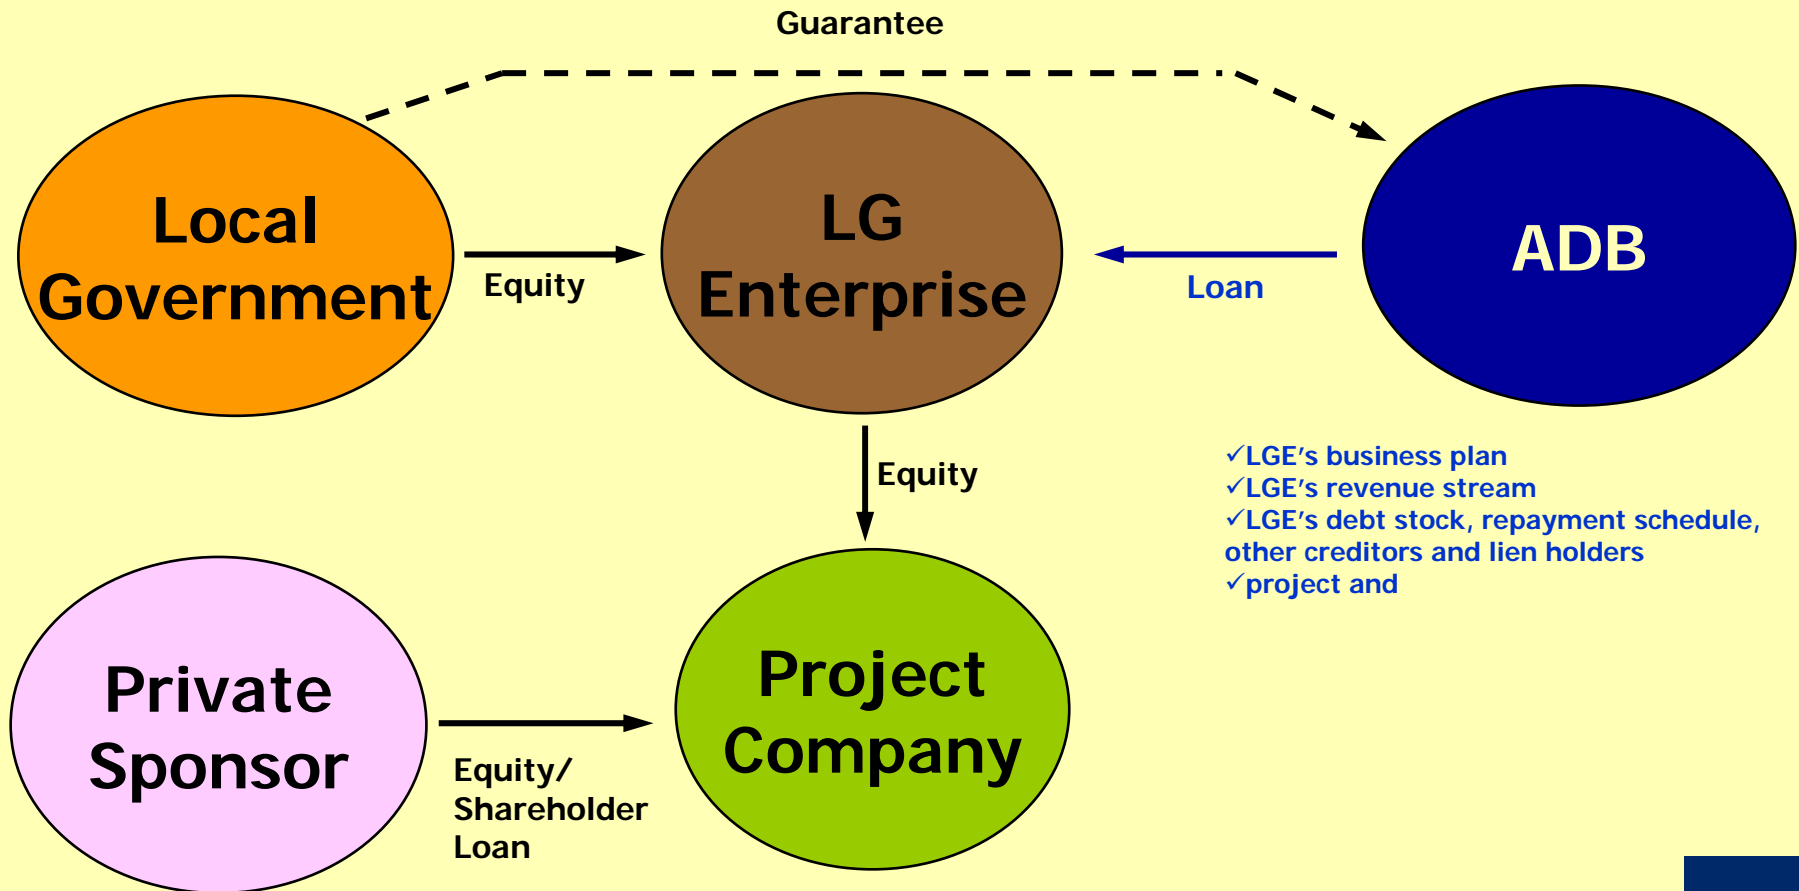 Guarantee
Local
Government
Equity
LG
Enterprise
Loan
ADB
Equity
✓LGE's business plan
✓LGE's revenue stream
✓LGE's debt stock, repayment schedule,
other creditors and lien holders
✓project and
Private
Sponsor
Equity/
Shareholder
Loan
Project
Company